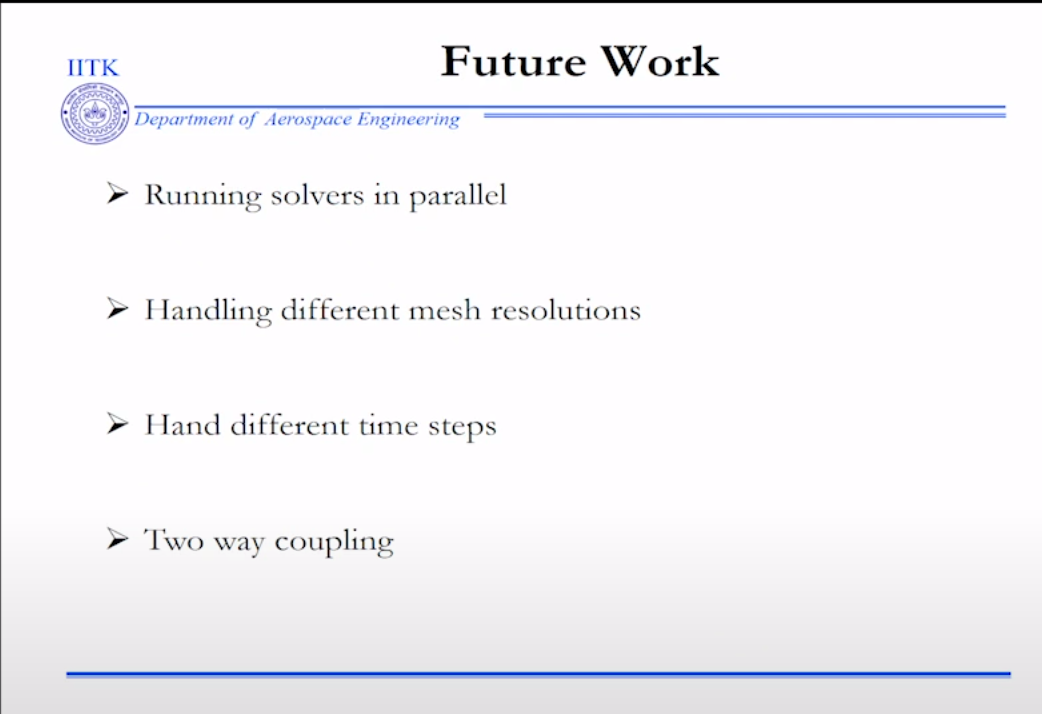 Future Work
IITK
Department of Aerospace Engineering
Running solvers in parallel
Handling different mesh resolutions
Hand different time steps
Two way coupling